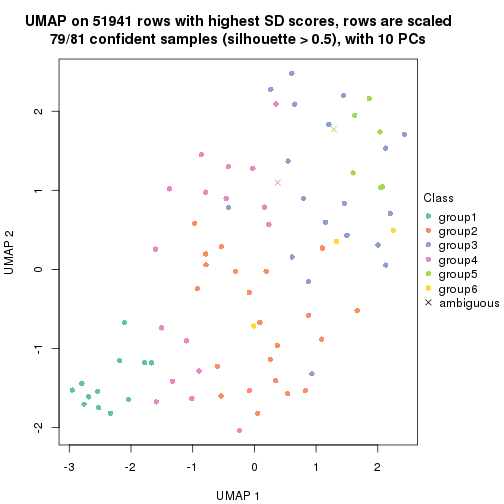 UMAP on 51941 rows with highest SD scores, rows are scaled
79/81 confident samples (silhouette > 0.5), with 10 PCs
UMAP 2
2
1
0
-1
-2
-3
-2
-1
0
1
2
UMAP 1
Class
group1
group2
group3
group4
group5
group6
ambiguous